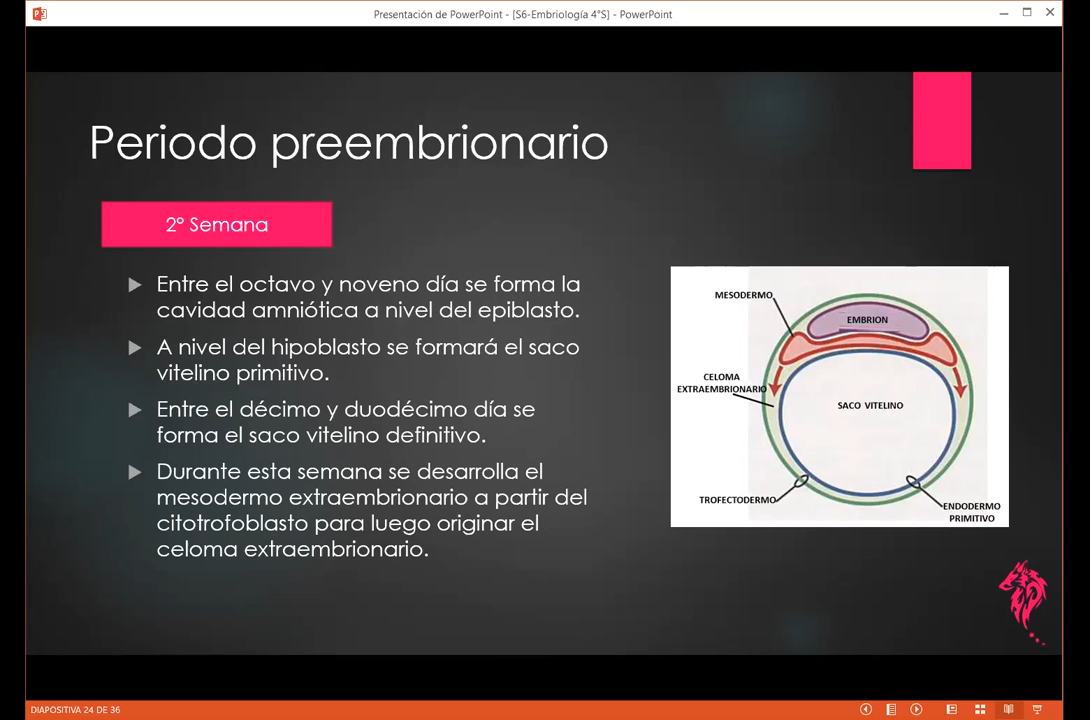 Presentación de PowerPoint - [S6-Embriología 4°S] - PowerPoint
Periodo preembrionario
2° Semana
Entre el octavo y noveno día se forma la
cavidad amniótica a nivel del epiblasto.
A nivel del hipoblasto se formará el saco
vitelino primitivo.
Entre el décimo y duodécimo día se
forma el saco vitelino definitivo.
Durante esta semana se desarrolla el
mesodermo extraembrionario a partir del
citotrofoblasto para luego originar el
celoma extraembrionario.
MESODERMO
EMBRION
CELOMA
EXTRAEMBRIONARIO
SACO VITELINO
TROFECTODERMO
ENDODERMO
PRIMITIVO
DIAPOSITIVA 24 DE 36